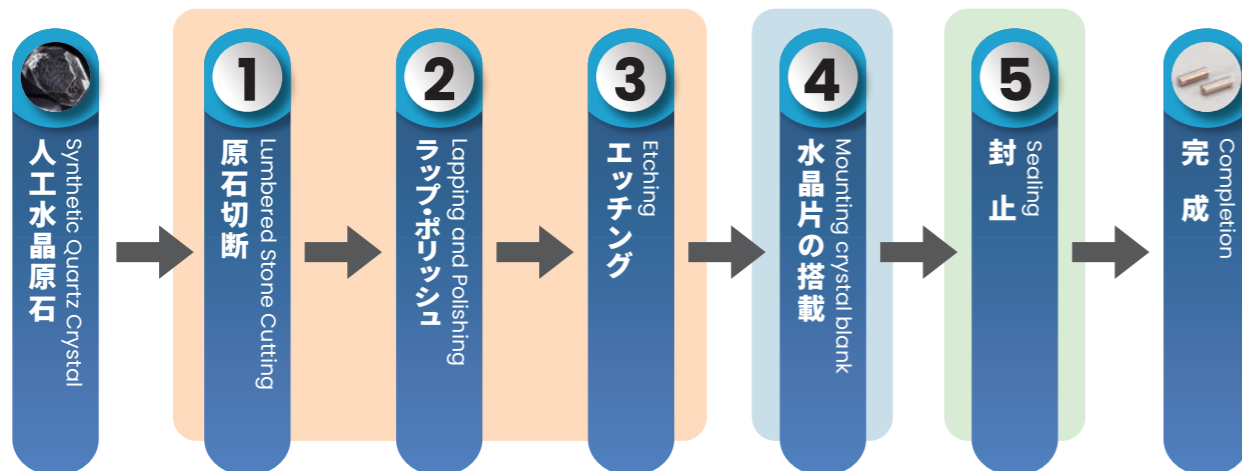 人工水晶原石
Synthetic Quartz Crystal
1
原石切断
Lumbered Stone Cutting
2
ラップ・ポリッシュ
Lapping and Polishing
3
エッチング
Etching
4
水晶片の搭載
Mounting crystal blank
5
封止
Sealing
完成
Completion